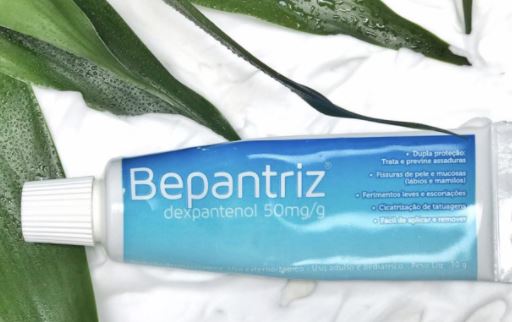 Bepantriz®
dexpantenol 50mg/g
• Dupla proteção:
Trata e previne assaduras
• Fissuras de pele e mucosas
(lábios e mamilos)
• Ferimentos leves e escoriações
• Cicatrização de tatuagens
• Fácil de aplicar e remover
Uso adulto e pediátrico